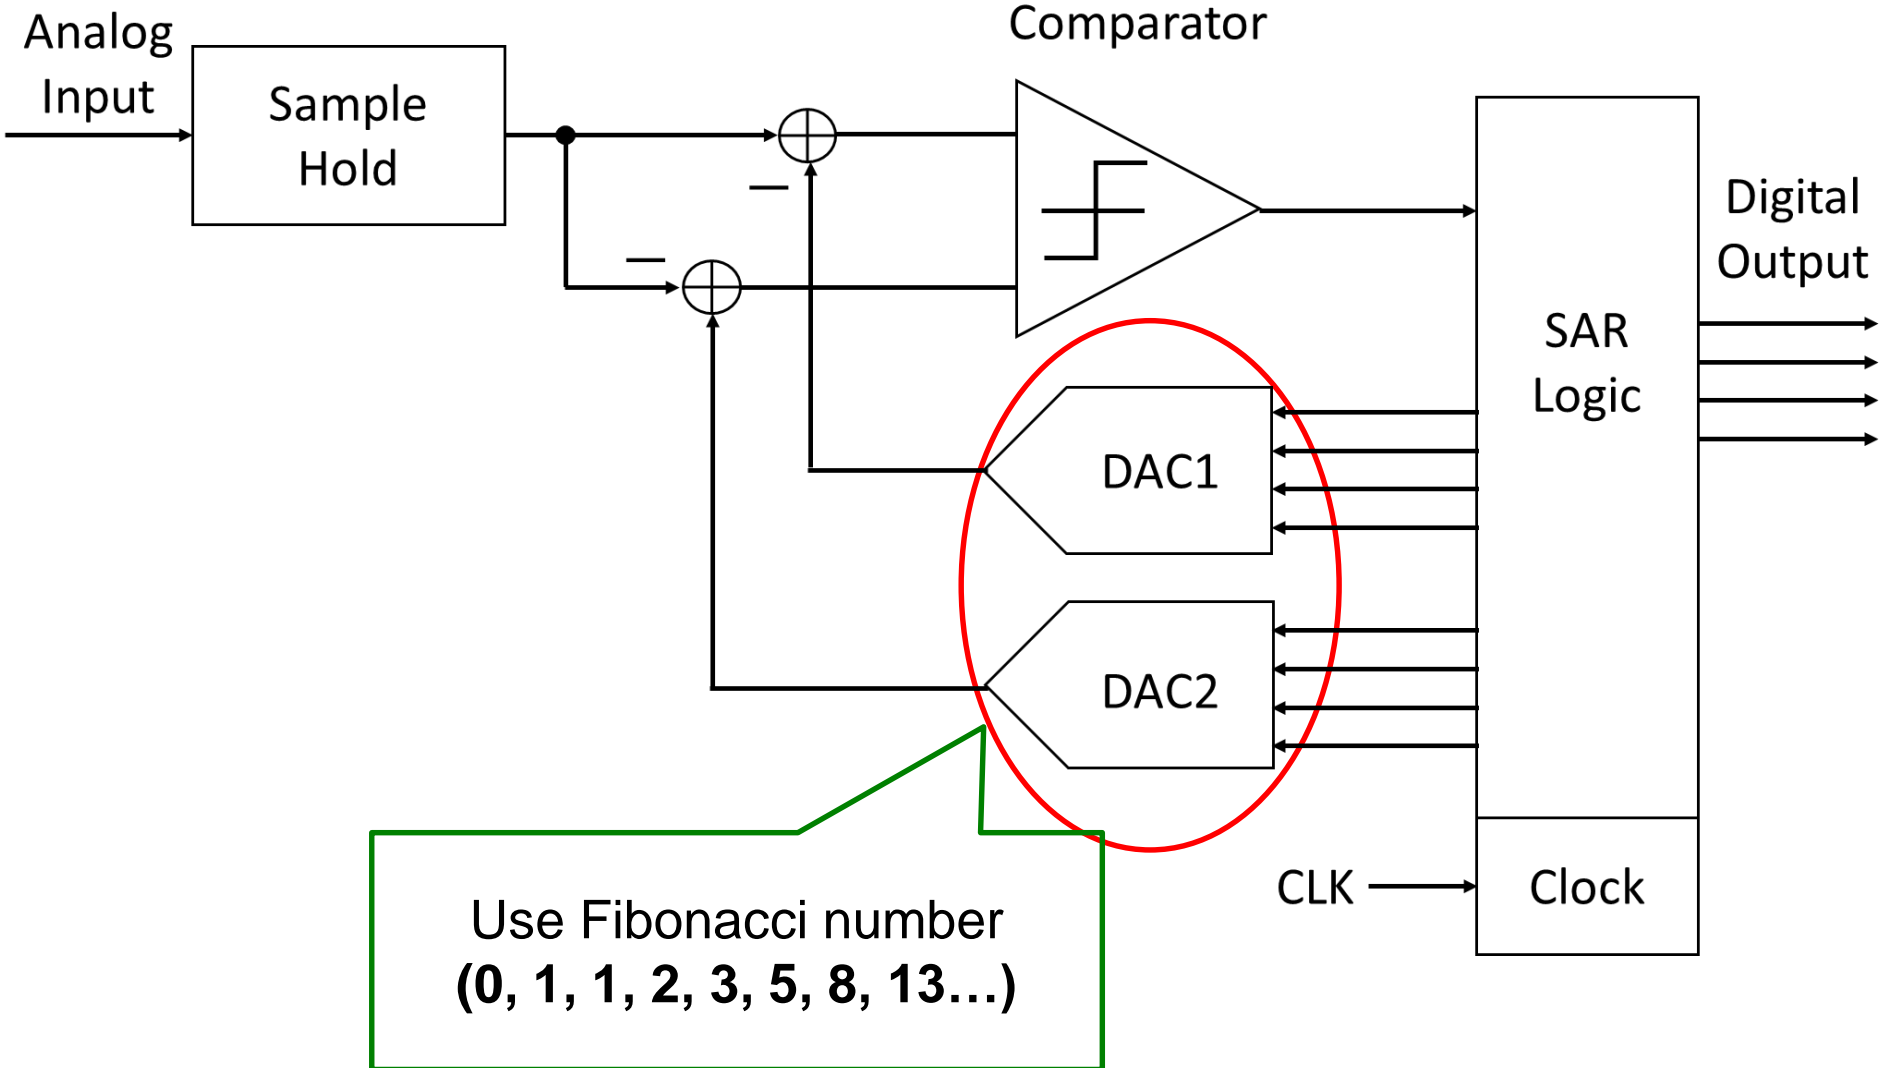 Analog
Input
Sample
Hold
Comparator
SAR
Logic
Digital
Output
DAC1
DAC2
CLK
Clock
Use Fibonacci number
(0, 1, 1, 2, 3, 5, 8, 13...)